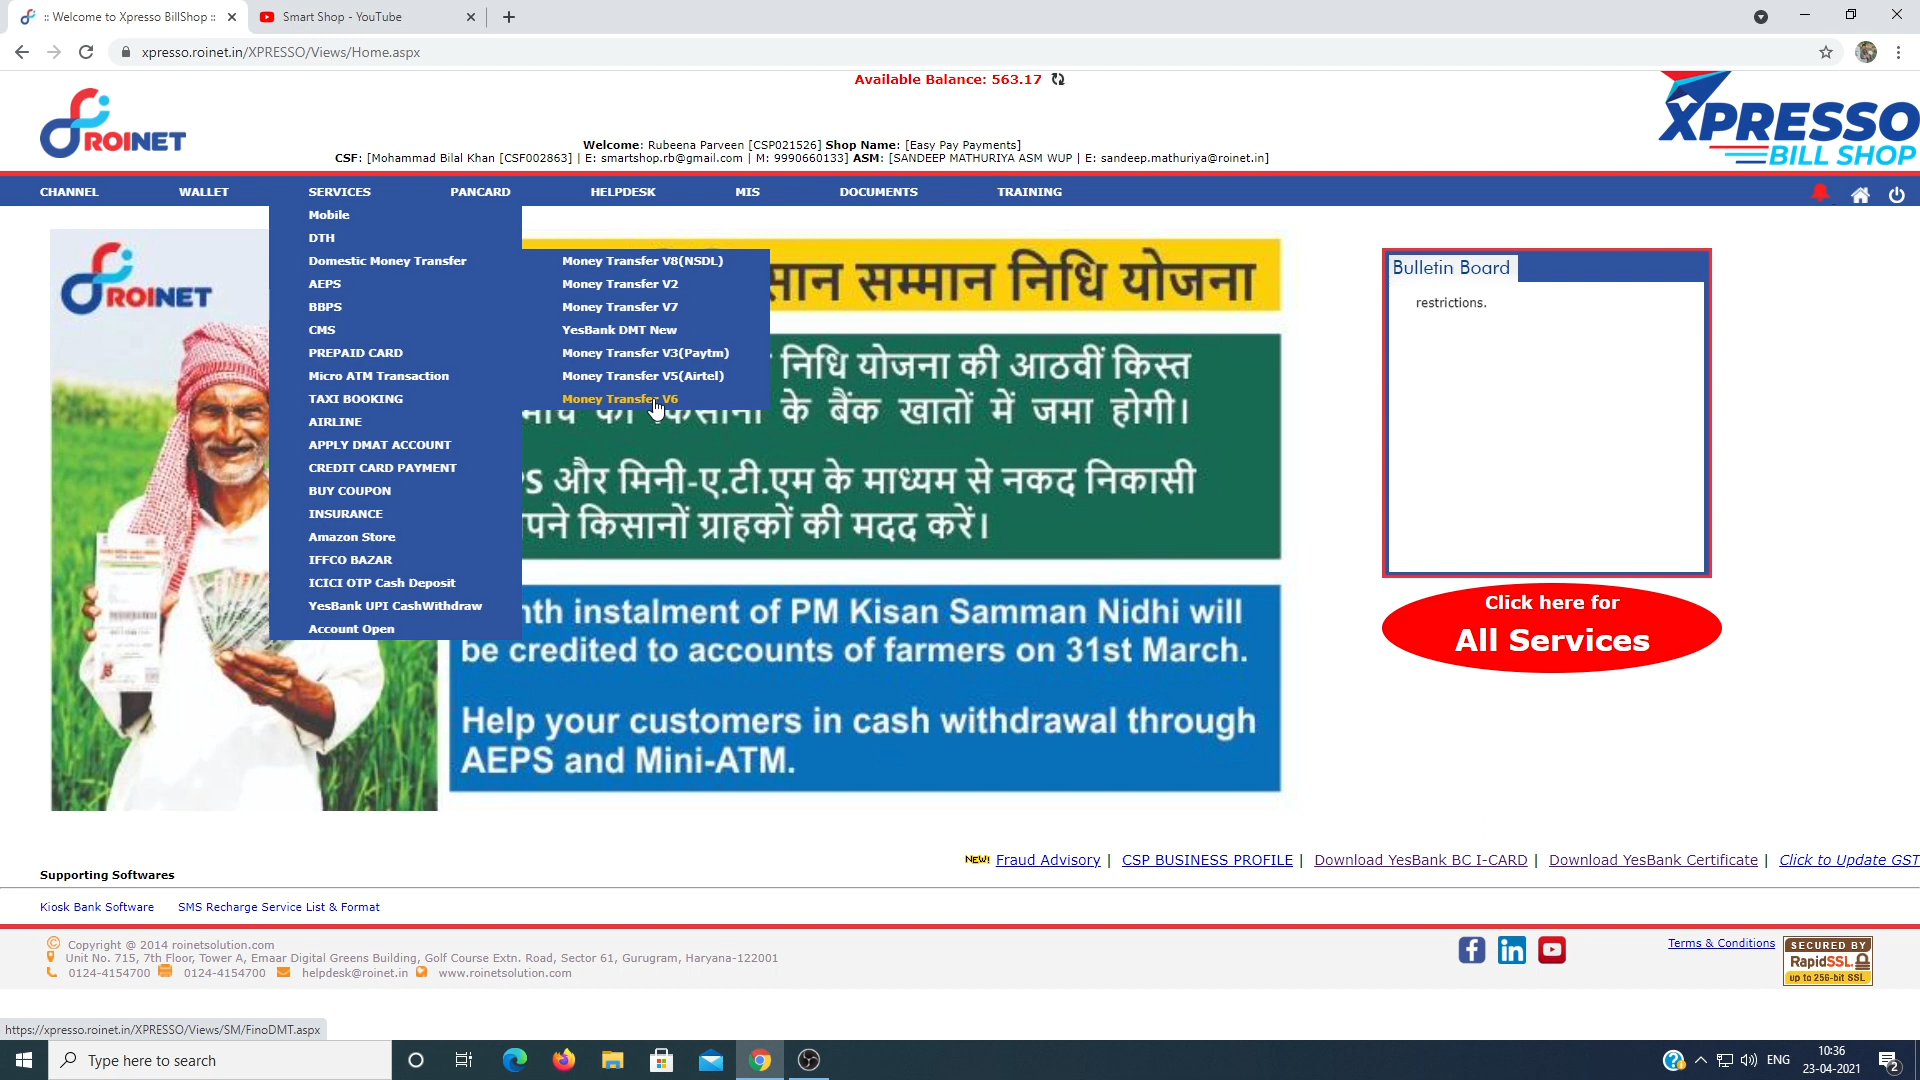 :: Welcome to Xpresso BillShop ::
Smart Shop - YouTube
xpresso.roinet.in/XPRESSO/Views/Home.aspx
Available Balance: 563.17
ROINET
XPRESSO
BILL SHOP
Welcome: Rubeena Parveen [CSP021526] Shop Name: [Easy Pay Payments]
CSF: [Mohammad Bilal Khan [CSF002863] | E: smartshop.rb@gmail.com | M: 9990660133] ASM: [SANDEEP MATHURIYA ASM WUP | E: sandeep.mathuriya@roinet.in]
CHANNEL WALLET SERVICES PANCARD HELPDESK MIS DOCUMENTS TRAINING
Mobile
DTH
Domestic Money Transfer
AEPS
BBPS
CMS
PREPAID CARD
Micro ATM Transaction
TAXI BOOKING
AIRLINE
APPLY DMAT ACCOUNT
CREDIT CARD PAYMENT
BUY COUPON
INSURANCE
Amazon Store
IFFCO BAZAR
ICICI OTP Cash Deposit
YesBank UPI CashWithdraw
Account Open
Money Transfer V8(NSDL)
Money Transfer V2
Money Transfer V7
YesBank DMT New
Money Transfer V3(Paytm)
Money Transfer V5(Airtel)
Money Transfer V6
ROINET
सान सम्मान निधि योजना
निधि योजना की आठवीं किस्त
के बैंक खातों में जमा होगी।
S और मिनी-ए.टी.एम के माध्यम से नकद निकासी
पने किसानों ग्राहकों की मदद करें।
nth instalment of PM Kisan Samman Nidhi will
be credited to accounts of farmers on 31st March.
Help your customers in cash withdrawal through
AEPS and Mini-ATM.
Bulletin Board
restrictions.
Click here for
All Services
NEW! Fraud Advisory | CSP BUSINESS PROFILE | Download YesBank BC I-CARD | Download YesBank Certificate | Click to Update GST
Supporting Softwares
Kiosk Bank Software SMS Recharge Service List & Format
Copyright @ 2014 roinetsolution.com
Unit No. 715, 7th Floor, Tower A, Emaar Digital Greens Building, Golf Course Extn. Road, Sector 61, Gurugram, Haryana-122001
0124-4154700 0124-4154700 helpdesk@roinet.in www.roinetsolution.com
Terms & Conditions
SECURED BY
RapidSSL.
up to 256-bit SSL
https://xpresso.roinet.in/XPRESSO/Views/SM/FinoDMT.aspx
Type here to search
ENG
10:36
23-04-2021
2